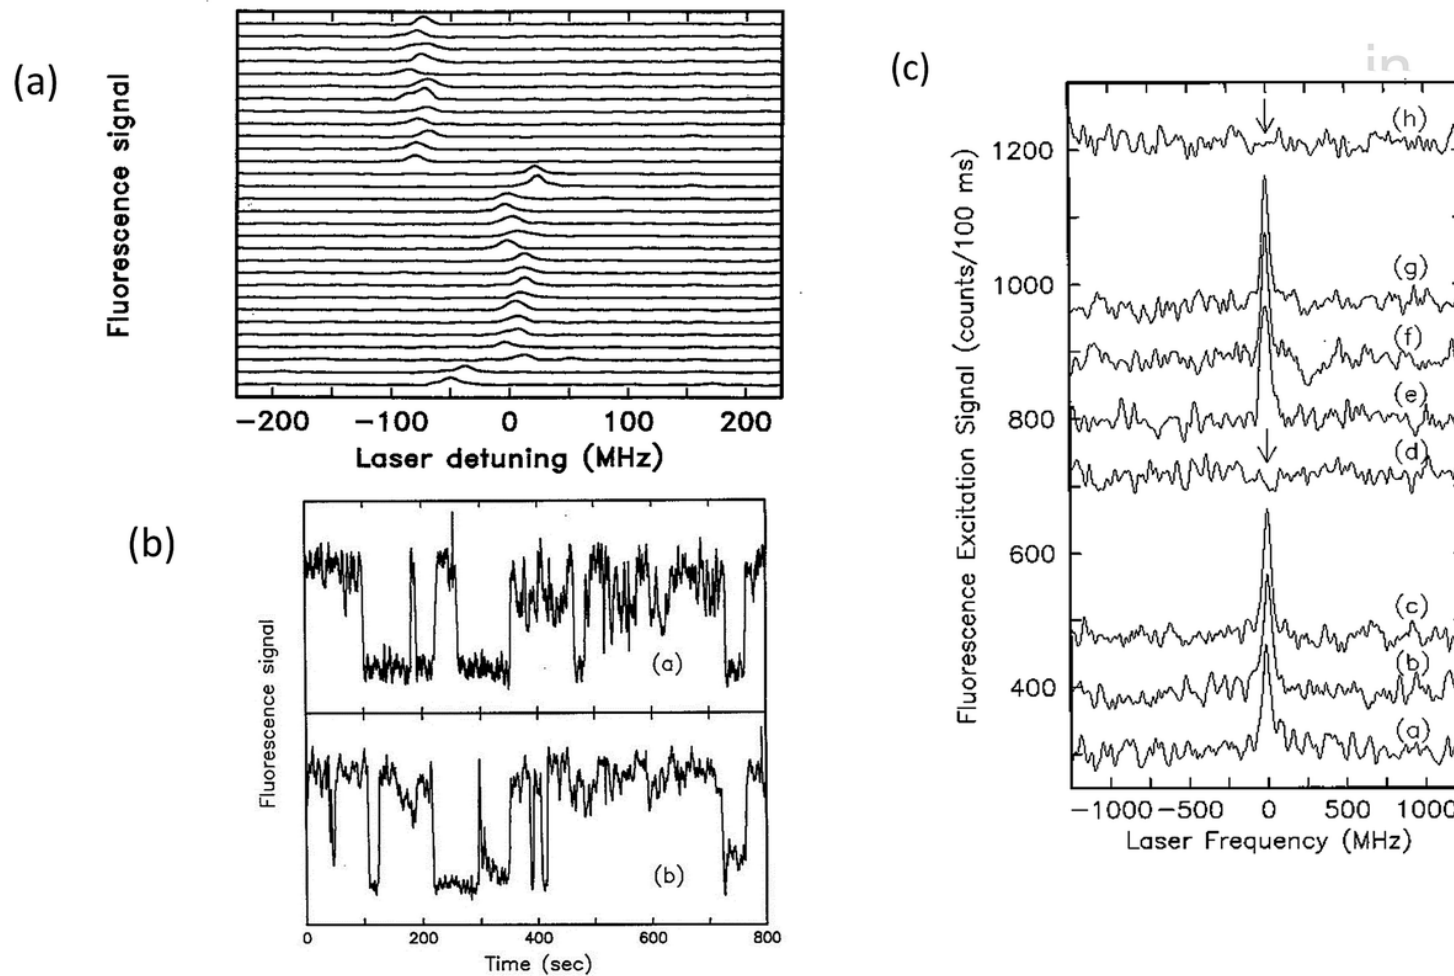 (a)
Fluorescence signal
−200 −100 0 100 200
Laser detuning (MHz)
(b)
Fluorescence signal
(a)
(b)
0 200 400 600 800
Time (sec)
(c)
in
Fluorescence Excitation Signal (counts/100 ms)
1200
1000
800
600
400
(h)
(g)
(f)
(e)
(d)
(c)
(b)
(a)
−1000 −500 0 500 1000
Laser Frequency (MHz)